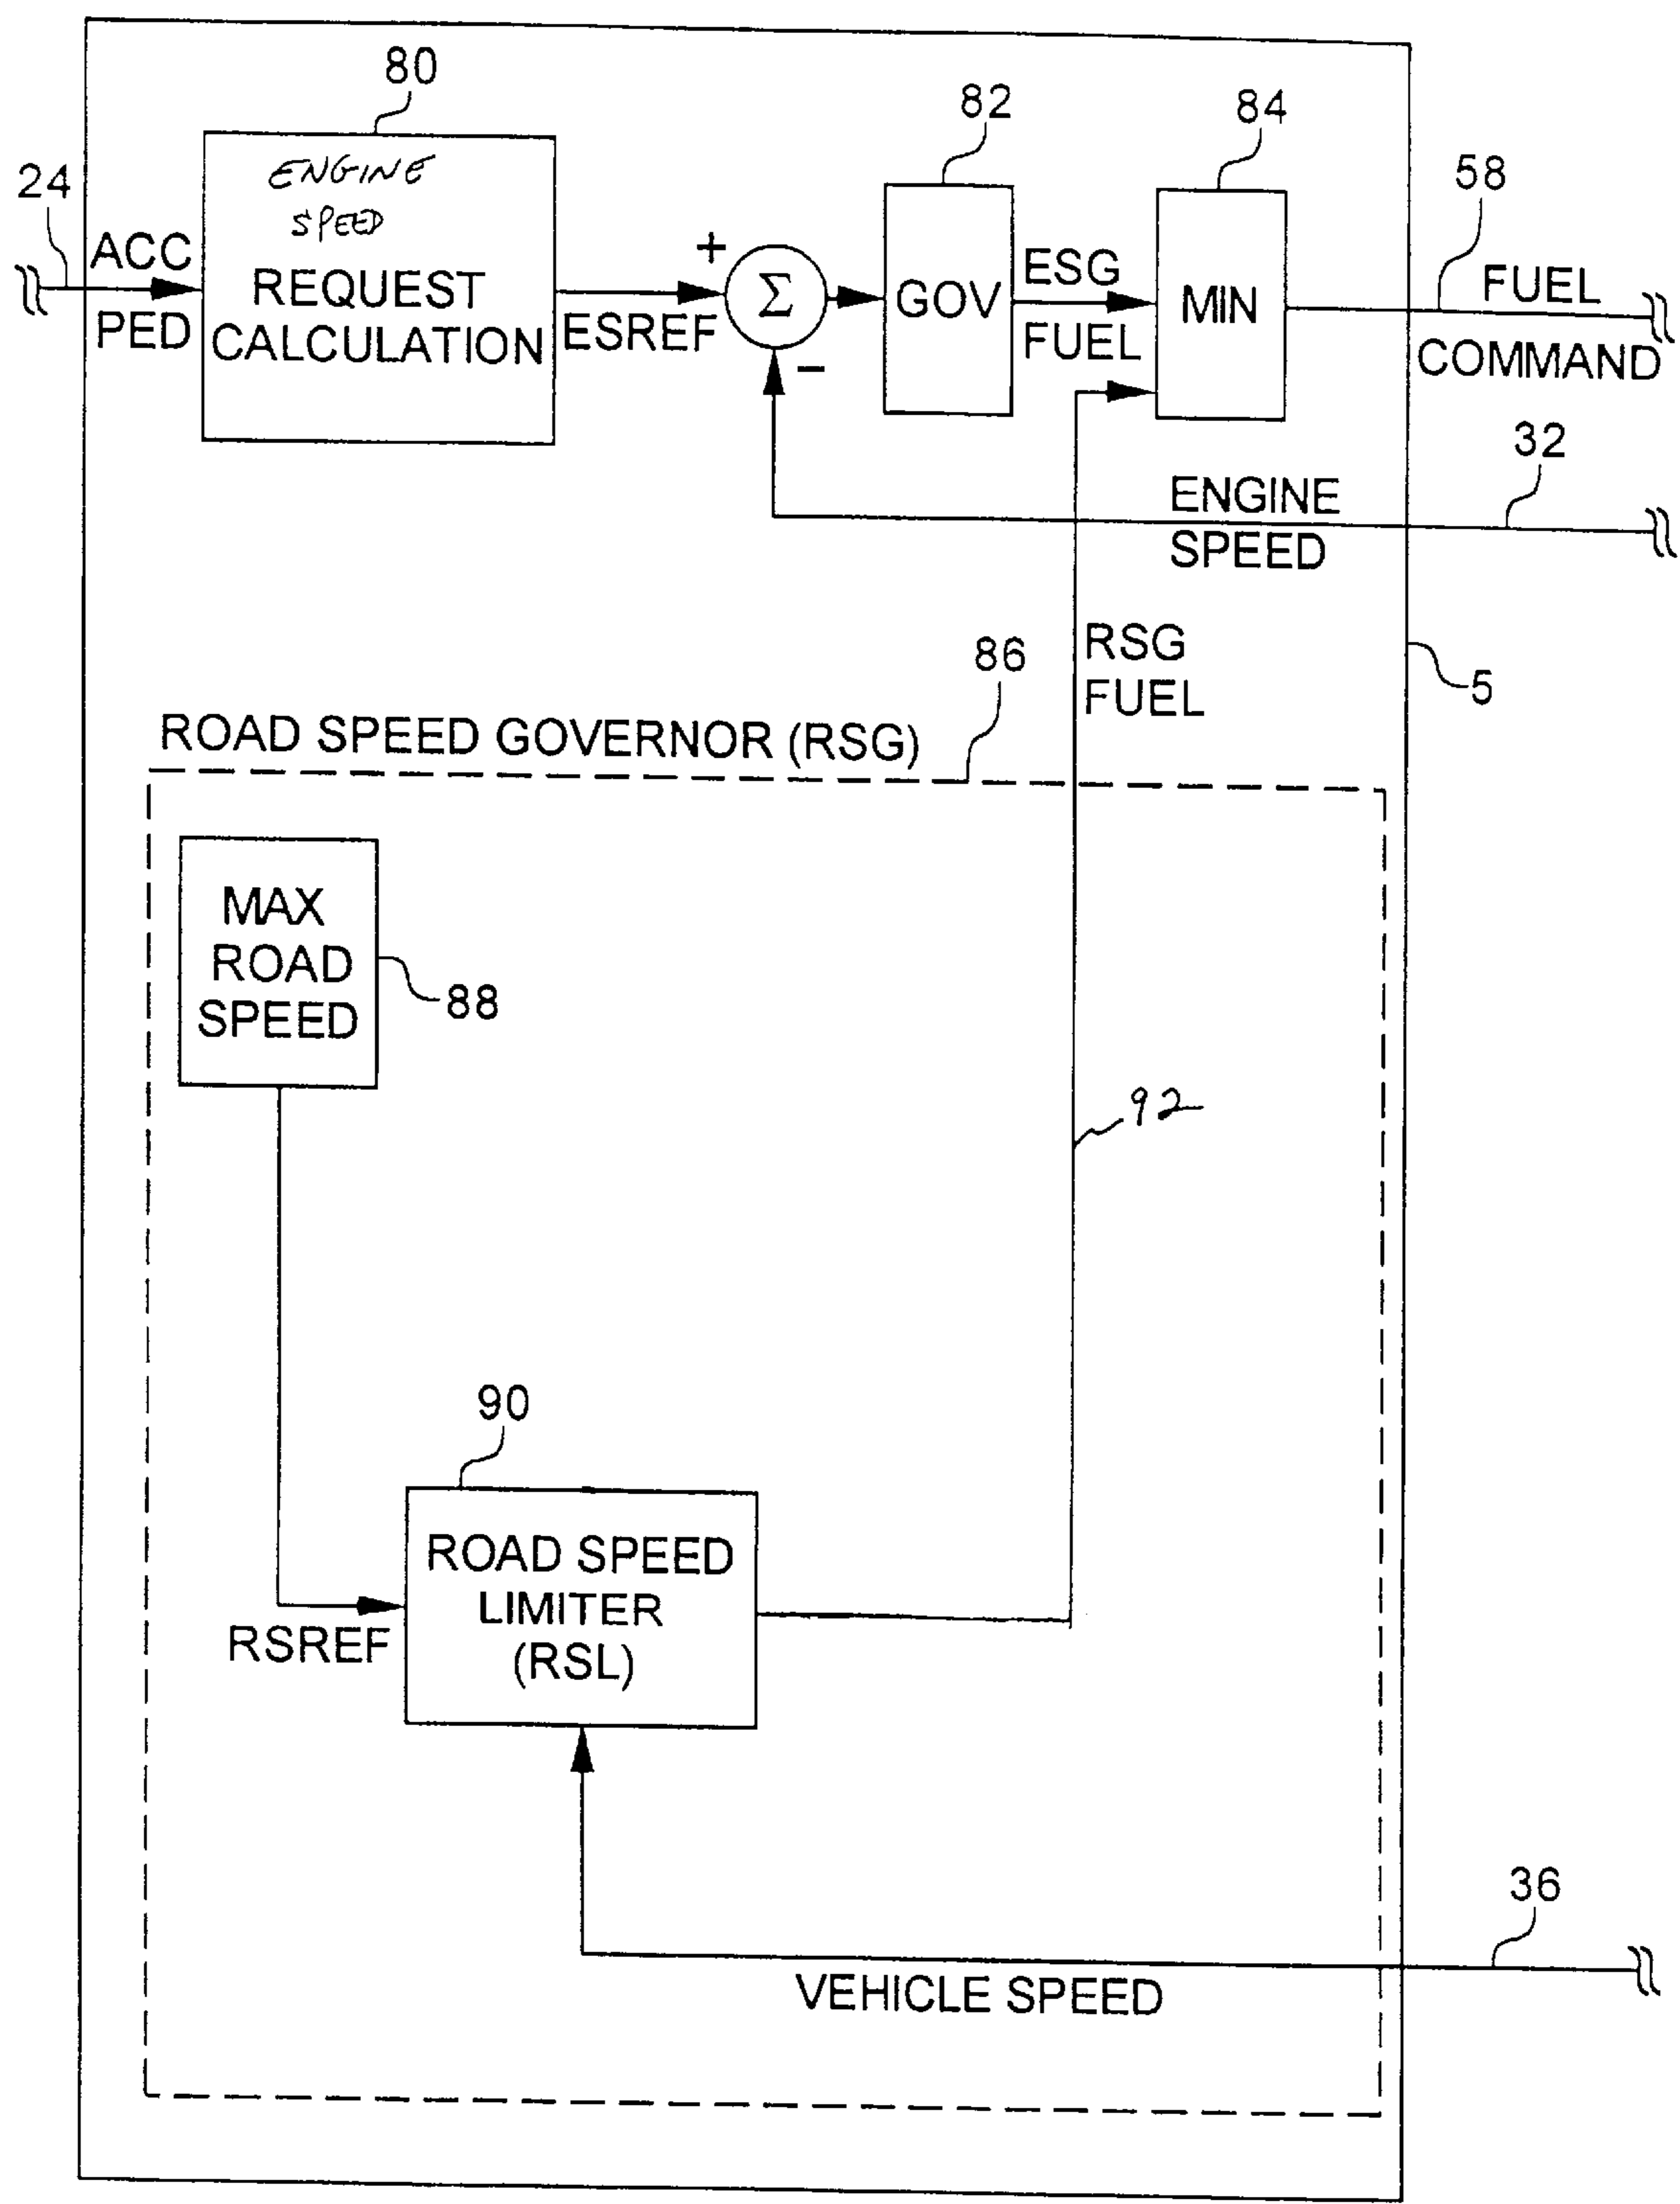 80
82
84
24
58
ENGINE
SPEED
ACC
PED
REQUEST
CALCULATION
ESREF
+
Σ
−
GOV
ESG
FUEL
MIN
FUEL
COMMAND
32
ENGINE
SPEED
RSG
FUEL
86
5
ROAD SPEED GOVERNOR (RSG)
MAX
ROAD
SPEED
88
92
90
ROAD SPEED
LIMITER
(RSL)
RSREF
36
VEHICLE SPEED